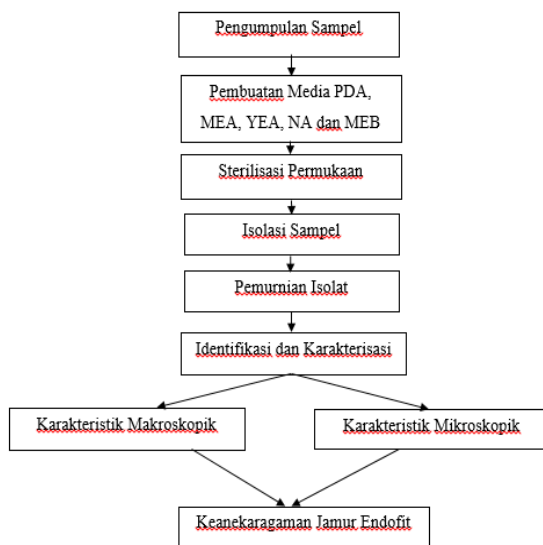 Pengumpulan Sampel
Pembuatan Media PDA,
MEA, YEA, NA dan MEB
Sterilisasi Permukaan
Isolasi Sampel
Pemurnian Isolat
Identifikasi dan Karakterisasi
Karakteristik Makroskopik
Karakteristik Mikroskopik
Keanekaragaman Jamur Endofit